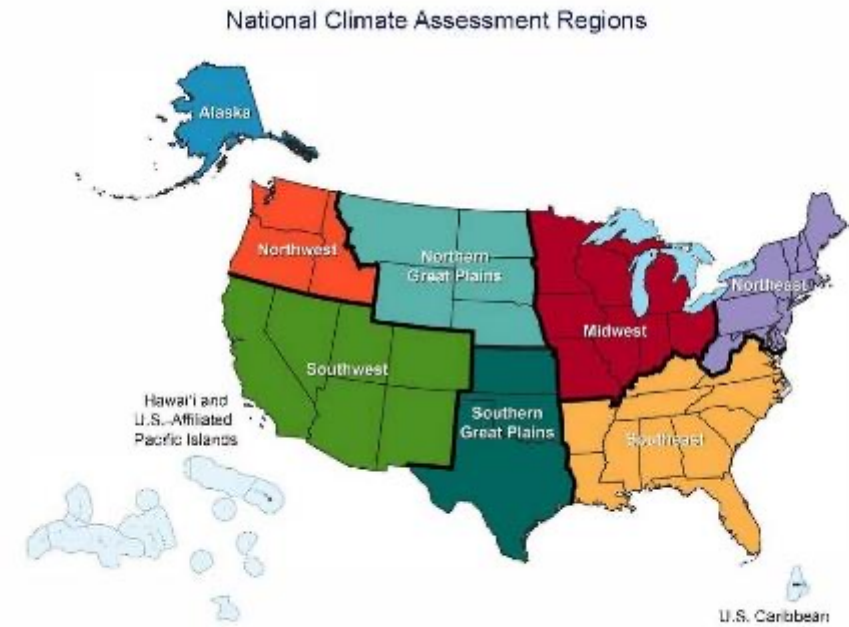 National Climate Assessment Regions
Alaska
Northwest
Northern
Great Plains
Northeast
Midwest
Southwest
Hawai'i and
U.S.-Affiliated
Pacific Islands
Southern
Great Plains
Southeast
U.S. Caribbean